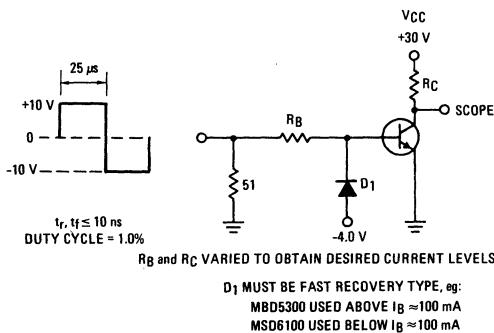 VCC
+30 V
25 μs
RC
+10 V
SCOPE
RB
0
51
D1
-10 V
-4.0 V
tr, tf ≤ 10 ns
DUTY CYCLE = 1.0%
RB and RC VARIED TO OBTAIN DESIRED CURRENT LEVELS
D1 MUST BE FAST RECOVERY TYPE, eg:
MBD5300 USED ABOVE IB ≈100 mA
MSD6100 USED BELOW IB ≈100 mA